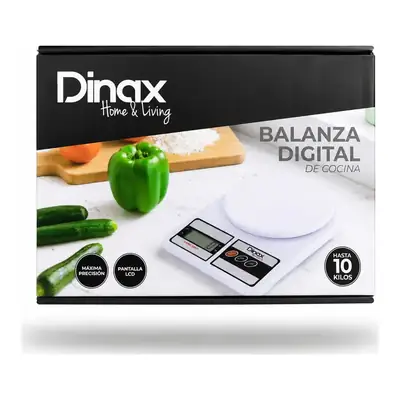 Dinax
Home & Living
BALANZA
DIGITAL
DE COCINA
Dinax
MÁXIMA
PRECISIÓN
PANTALLA
LCD
HASTA
10
KILOS